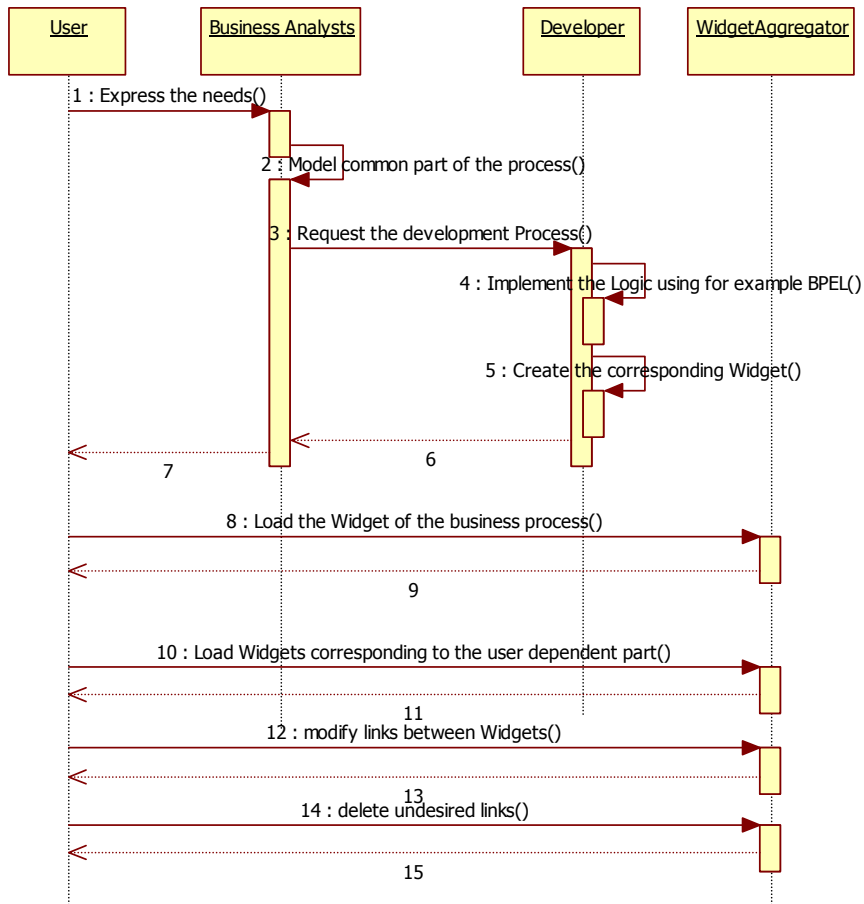 User
Business Analysts
Developer
WidgetAggregator
1 : Express the needs()
2 : Model common part of the process()
3 : Request the development Process()
4 : Implement the Logic using for example BPEL()
5 : Create the corresponding Widget()
6
7
8 : Load the Widget of the business process()
9
10 : Load Widgets corresponding to the user dependent part()
11
12 : modify links between Widgets()
13
14 : delete undesired links()
15